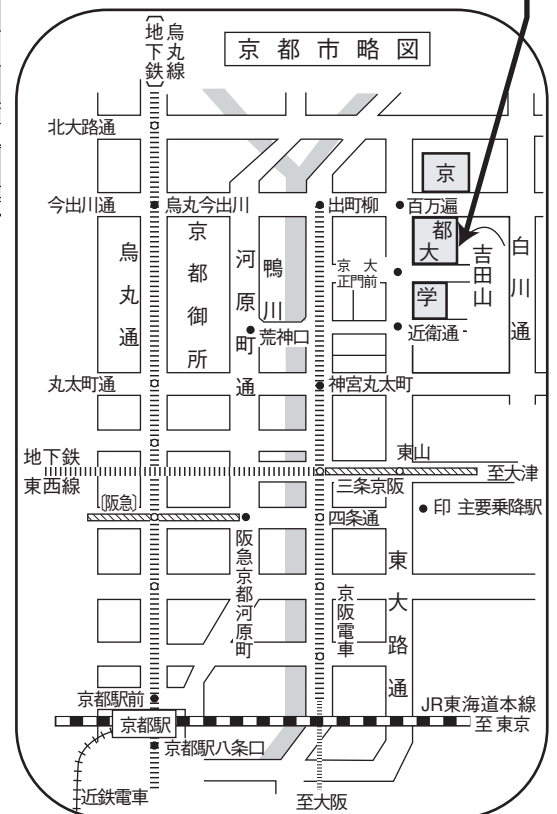 京都市略図
地下鉄
烏丸線
北大路通
今出川通
烏丸今出川
出町柳
百万遍
京
都
大
学
烏丸通
京都御所
河原町通
鴨川
荒神口
京大
正門前
吉田山
白川通
近衛通
丸太町通
神宮丸太町
地下鉄
東西線
東山
至大津
三条京阪
〔阪急〕
四条通
●印 主要乗降駅
阪急京都河原町
京阪電車
東大路通
京都駅前
京都駅
JR東海道本線
至東京
京都駅八条口
近鉄電車
至大阪